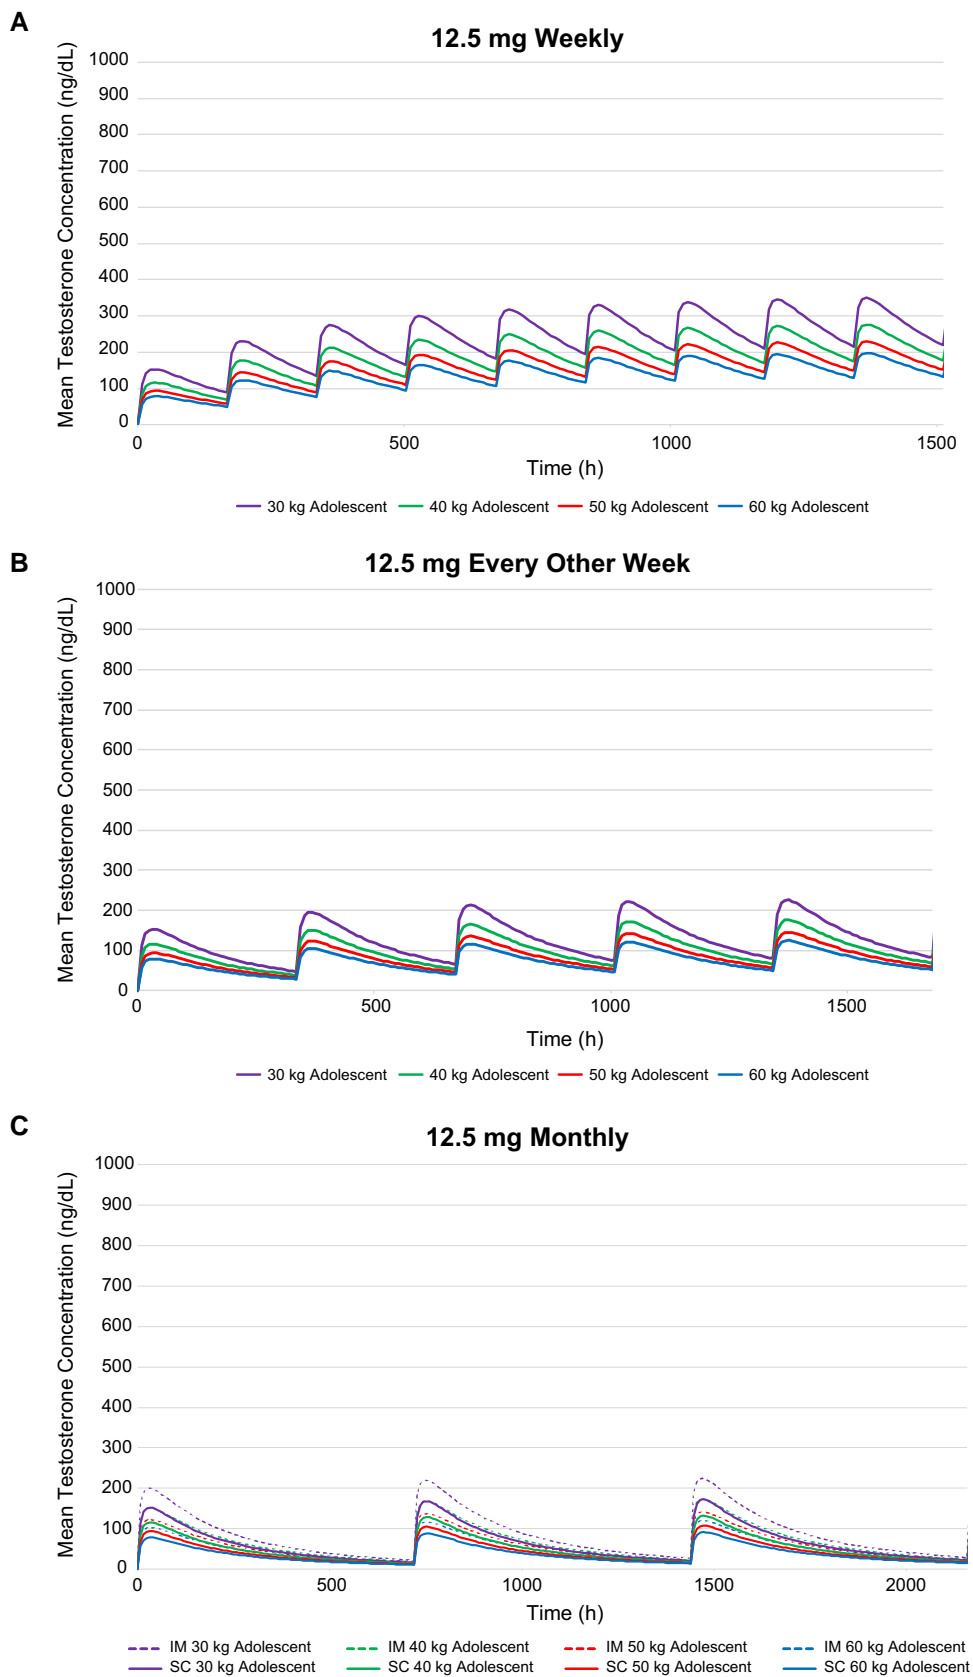 A
12.5 mg Weekly
Mean Testosterone Concentration (ng/dL)
1000
900
800
700
600
500
400
300
200
100
0
0 500 1000 1500
Time (h)
30 kg Adolescent 40 kg Adolescent 50 kg Adolescent 60 kg Adolescent
B
12.5 mg Every Other Week
Mean Testosterone Concentration (ng/dL)
1000
900
800
700
600
500
400
300
200
100
0
0 500 1000 1500
Time (h)
30 kg Adolescent 40 kg Adolescent 50 kg Adolescent 60 kg Adolescent
C
12.5 mg Monthly
Mean Testosterone Concentration (ng/dL)
1000
900
800
700
600
500
400
300
200
100
0
0 500 1000 1500 2000
Time (h)
IM 30 kg Adolescent IM 40 kg Adolescent IM 50 kg Adolescent IM 60 kg Adolescent
SC 30 kg Adolescent SC 40 kg Adolescent SC 50 kg Adolescent SC 60 kg Adolescent